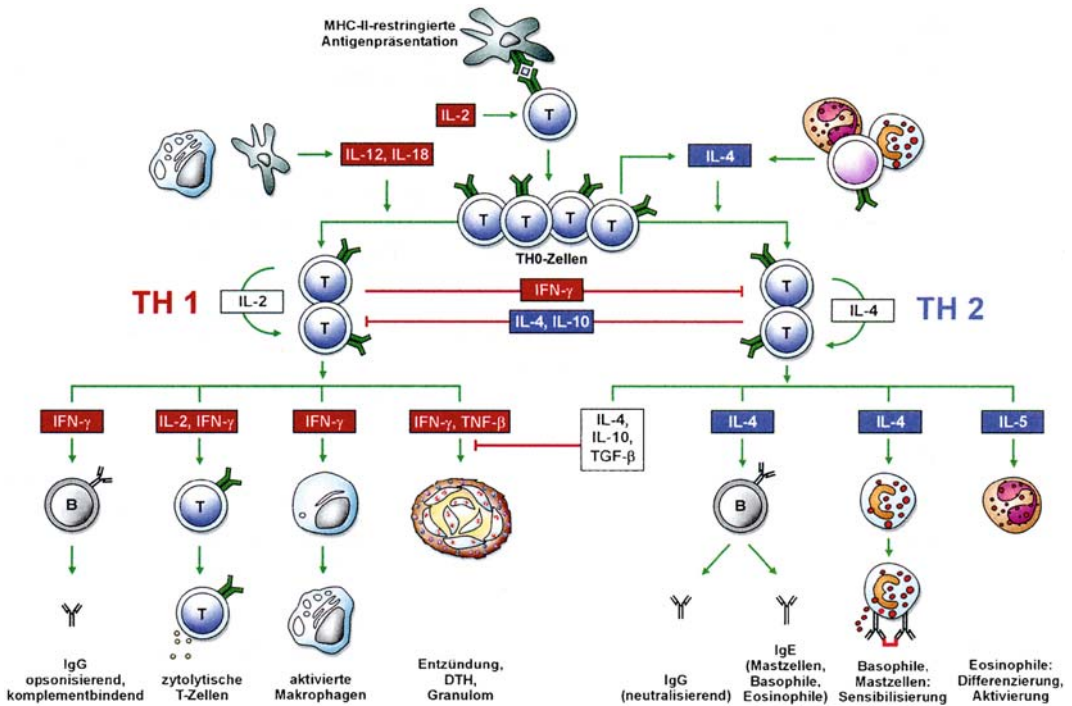 MHC-II-restringierte
Antigenpräsentation
IL-2
T
IL-12, IL-18
IL-4
T
T
T
T
TH0-Zellen
TH 1
IL-2
T
T
IFN-γ
IL-4, IL-10
T
T
IL-4
TH 2
IFN-γ
IL-2, IFN-γ
IFN-γ
IFN-γ, TNF-β
IL-4,
IL-10,
TGF-β
IL-4
IL-4
IL-5
B
T
B
T
IgG
opsonisierend,
komplementbindend
zytolytische
T-Zellen
aktivierte
Makrophagen
Entzündung,
DTH,
Granulom
IgG
(neutralisierend)
IgE
(Mastzellen,
Basophile,
Eosinophile)
Basophile,
Mastzellen:
Sensibilisierung
Eosinophile:
Differenzierung,
Aktivierung